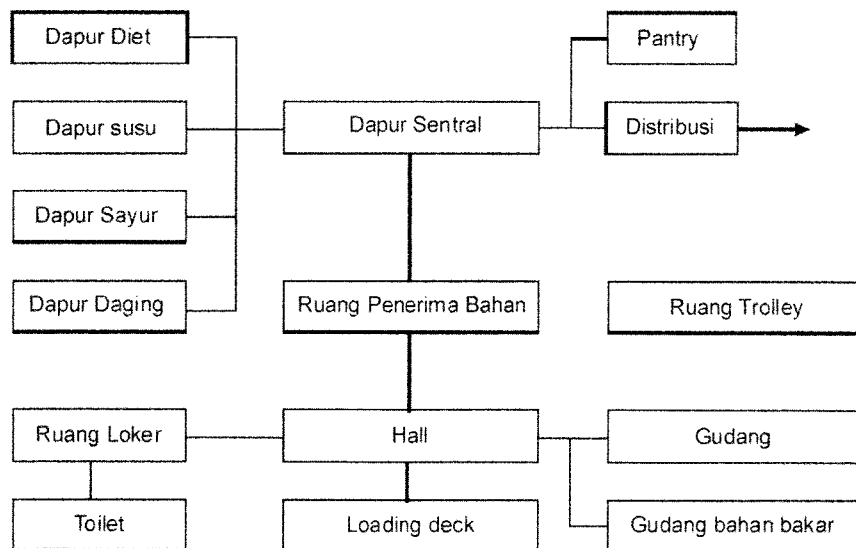 Dapur Diet
Pantry
Dapur susu
Dapur Sentral
Distribusi
Dapur Sayur
Dapur Daging
Ruang Penerima Bahan
Ruang Trolley
Ruang Loker
Hall
Gudang
Toilet
Loading deck
Gudang bahan bakar